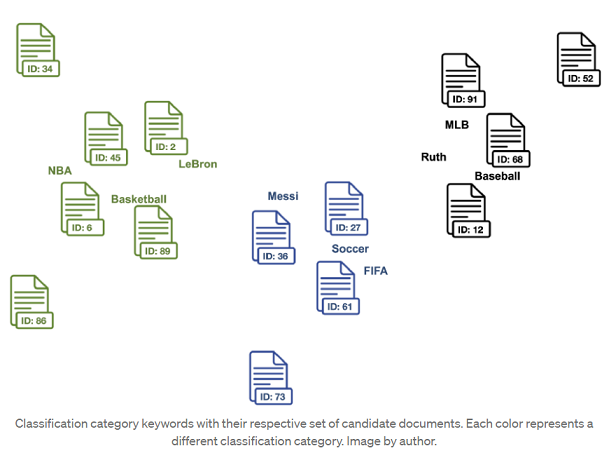 ID: 34
ID: 52
ID: 91
MLB
ID: 45
ID: 2
LeBron
NBA
Ruth
ID: 68
Baseball
Basketball
Messi
ID: 6
ID: 89
ID: 27
ID: 12
Soccer
ID: 36
FIFA
ID: 61
ID: 86
ID: 73
Classification category keywords with their respective set of candidate documents. Each color represents a
different classification category. Image by author.